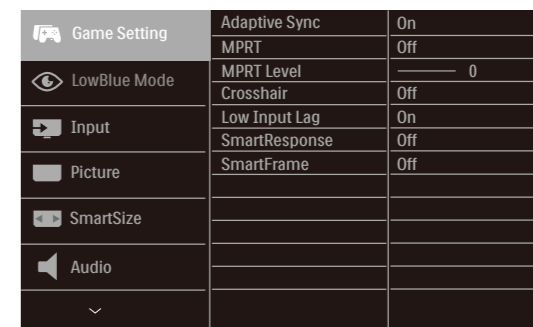 Game Setting
LowBlue Mode
Input
Picture
SmartSize
Audio
Adaptive Sync On
MPRT Off
MPRT Level 0
Crosshair Off
Low Input Lag On
SmartResponse Off
SmartFrame Off